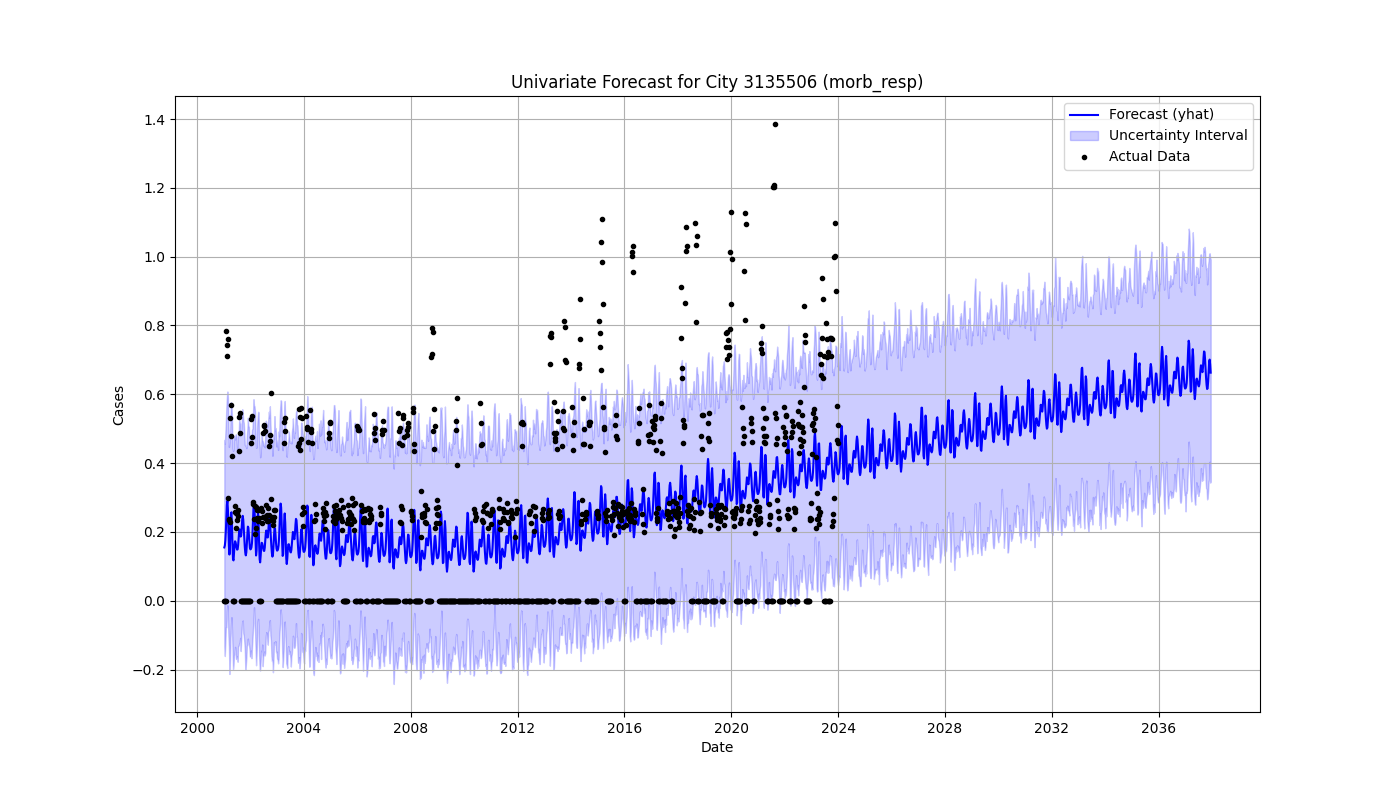 Univariate Forecast for City 3135506 (morb_resp)
Forecast (yhat)
Uncertainty Interval
Actual Data
Cases
1.4
1.2
1.0
0.8
0.6
0.4
0.2
0.0
−0.2
2000 2004 2008 2012 2016 2020 2024 2028 2032 2036
Date